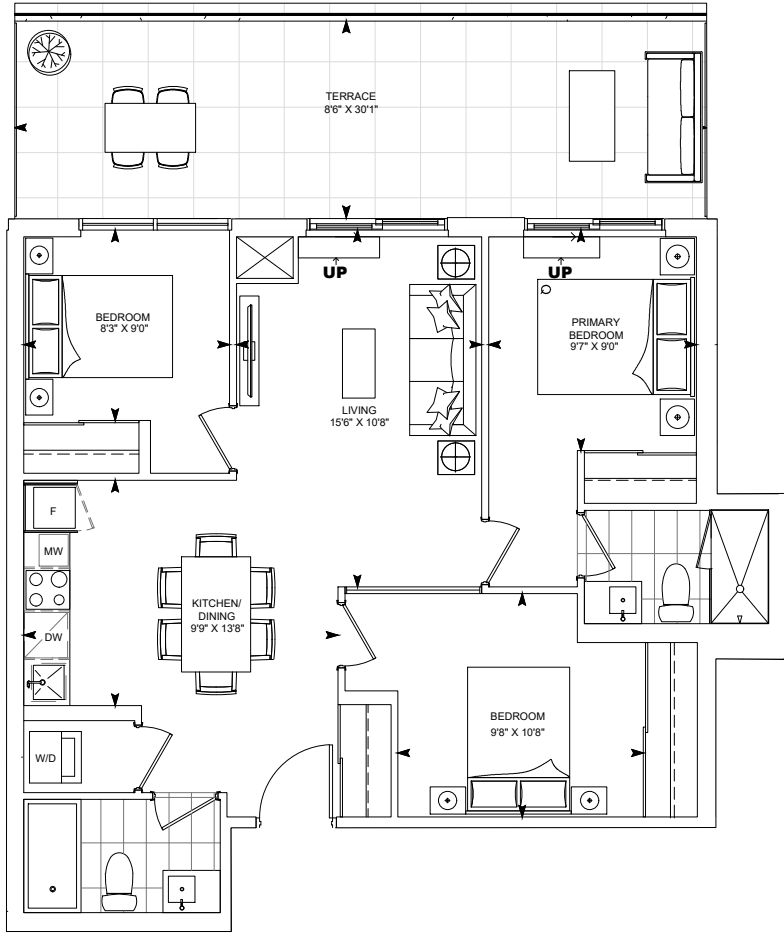 TERRACE
8'6" X 30'1"
UP
UP
BEDROOM
8'3" X 9'0"
PRIMARY
BEDROOM
9'7" X 9'0"
LIVING
15'6" X 10'8"
F
MW
KITCHEN/
DINING
9'9" X 13'8"
DW
BEDROOM
9'8" X 10'8"
W/D